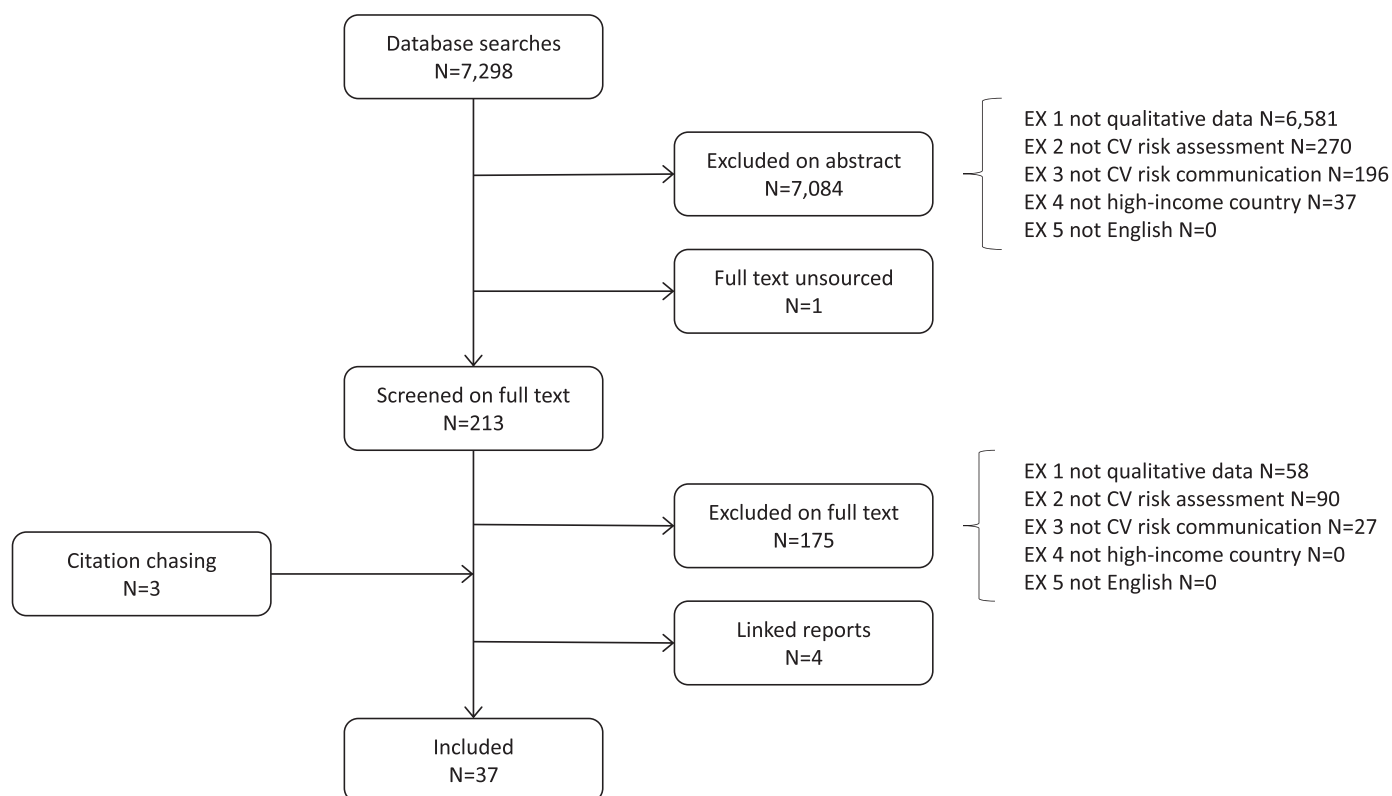 Database searches
N=7,298
Excluded on abstract
N=7,084
EX 1 not qualitative data N=6,581
EX 2 not CV risk assessment N=270
EX 3 not CV risk communication N=196
EX 4 not high-income country N=37
EX 5 not English N=0
Full text unsourced
N=1
Screened on full text
N=213
Excluded on full text
N=175
EX 1 not qualitative data N=58
EX 2 not CV risk assessment N=90
EX 3 not CV risk communication N=27
EX 4 not high-income country N=0
EX 5 not English N=0
Citation chasing
N=3
Linked reports
N=4
Included
N=37